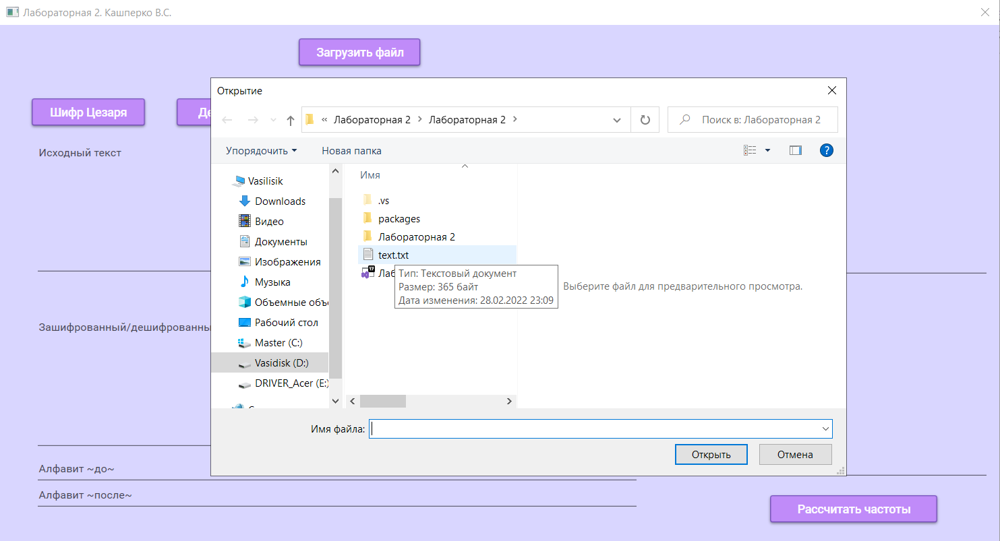 Лабораторная 2. Кашперко В.С.
Загрузить файл
Шифр Цезаря
Исходный текст
Зашифрованный/дешифрованны
Алфавит ~до~
Алфавит ~после~
Рассчитать частоты
Открытие
« Лабораторная 2 > Лабораторная 2 >
Поиск в: Лабораторная 2
Упорядочить
Новая папка
?
Vasilisik
Downloads
Видео
Документы
Изображения
Музыка
Объемные объ
Рабочий стол
Master (C:)
Vasidisk (D:)
DRIVER_Acer (E:)
Имя
.vs
packages
Лабораторная 2
text.txt
Лаб
Тип: Текстовый документ
Размер: 365 байт
Дата изменения: 28.02.2022 23:09
Выберите файл для предварительного просмотра.
Имя файла:
Открыть
Отмена